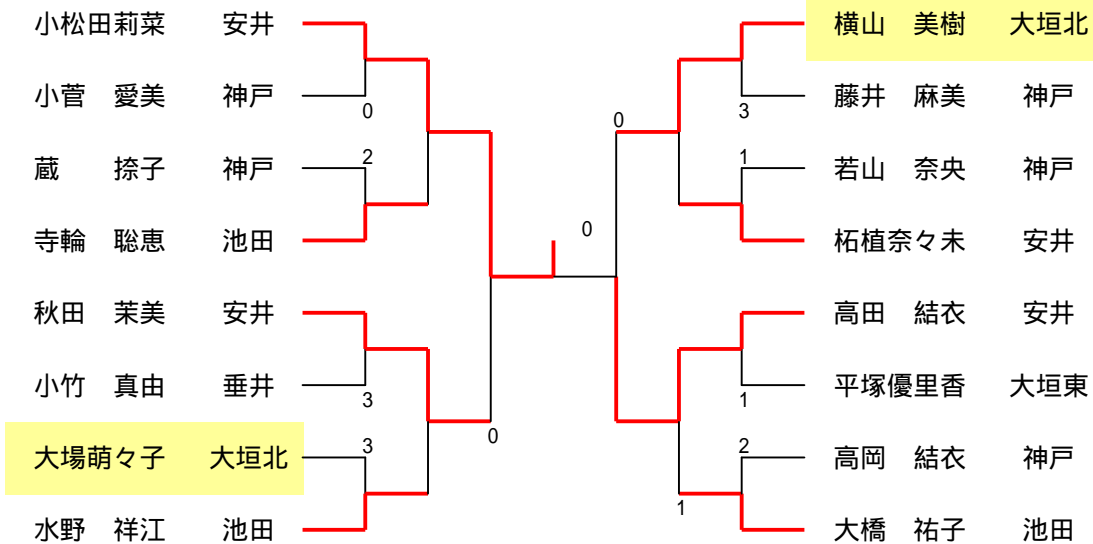 小松田莉菜 安井
小菅 愛美 神戸
0
蔵 捺子 神戸
2
寺輪 聡恵 池田
秋田 茉美 安井
小竹 真由 垂井
3
大場萌々子 大垣北
3
水野 祥江 池田
0
0
横山 美樹 大垣北
藤井 麻美 神戸
3
0
若山 奈央 神戸
1
柘植奈々未 安井
高田 結衣 安井
平塚優里香 大垣東
1
高岡 結衣 神戸
2
大橋 祐子 池田
1